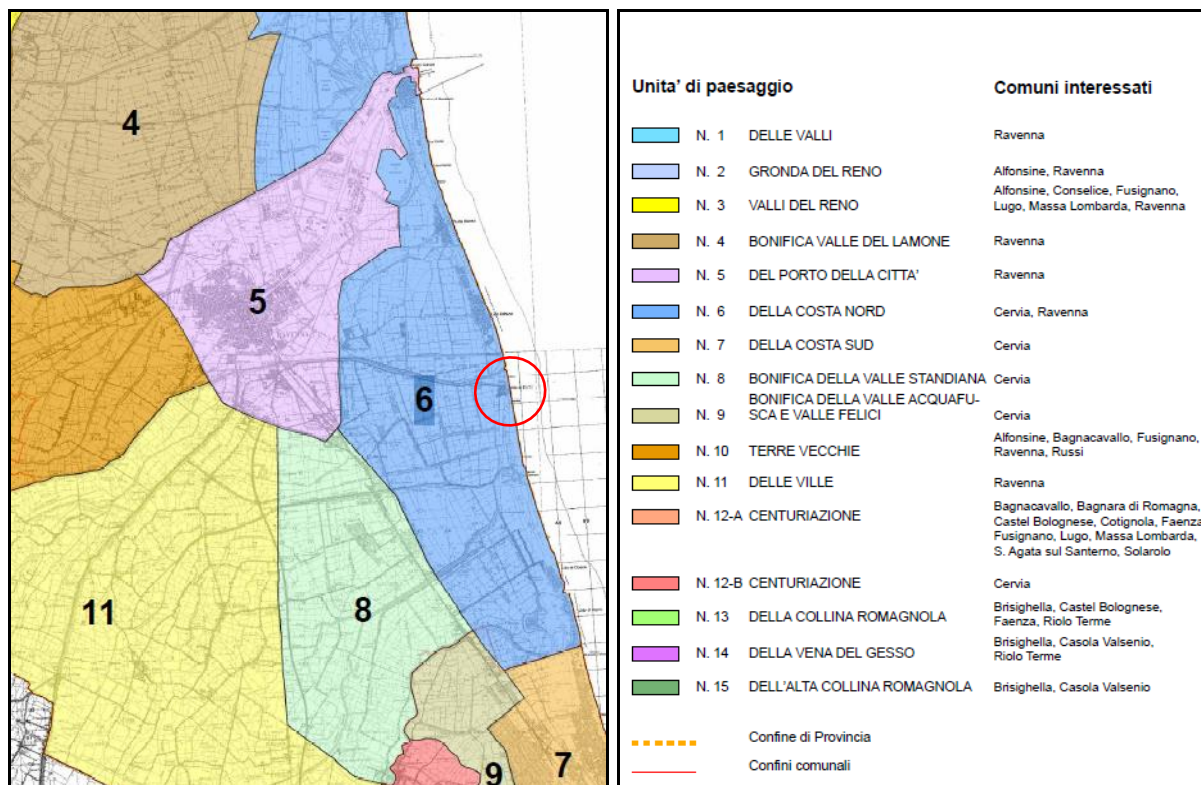 4
5
6
11
8
9
7
Unita' di paesaggio Comuni interessati
N. 1 DELLE VALLI Ravenna
N. 2 GRONDA DEL RENO Alfonsine, Ravenna
N. 3 VALLI DEL RENO Alfonsine, Conselice, Fusignano,
Lugo, Massa Lombarda, Ravenna
N. 4 BONIFICA VALLE DEL LAMONE Ravenna
N. 5 DEL PORTO DELLA CITTA' Ravenna
N. 6 DELLA COSTA NORD Cervia, Ravenna
N. 7 DELLA COSTA SUD Cervia
N. 8 BONIFICA DELLA VALLE STANDIANA Cervia
BONIFICA DELLA VALLE ACQUAFU-
N. 9 SCA E VALLE FELICI Cervia
N. 10 TERRE VECCHIE Alfonsine, Bagnacavallo, Fusignano,
Ravenna, Russi
N. 11 DELLE VILLE Ravenna
N. 12-A CENTURIAZIONE Bagnacavallo, Bagnara di Romagna,
Castel Bolognese, Cotignola, Faenza
Fusignano, Lugo, Massa Lombarda,
S. Agata sul Santerno, Solarolo
N. 12-B CENTURIAZIONE Cervia
N. 13 DELLA COLLINA ROMAGNOLA Brisighella, Castel Bolognese,
Faenza, Riolo Terme
N. 14 DELLA VENA DEL GESSO Brisighella, Casola Valsenio,
Riolo Terme
N. 15 DELL'ALTA COLLINA ROMAGNOLA Brisighella, Casola Valsenio
Confine di Provincia
Confini comunali